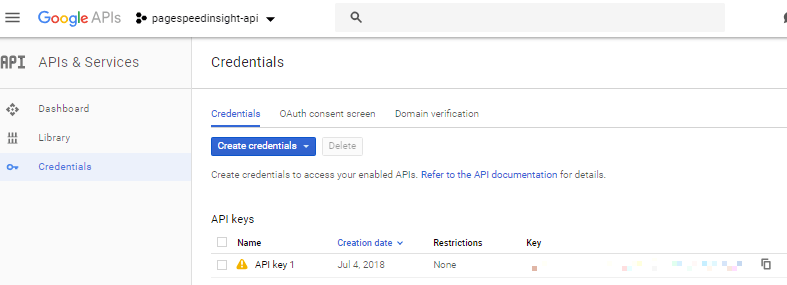 Google APIs pagespeedinsight-api
API APIs & Services Credentials
Dashboard
Library
Credentials
Credentials OAuth consent screen Domain verification
Create credentials Delete
Create credentials to access your enabled APIs. Refer to the API documentation for details.
API keys
Name Creation date Restrictions Key
API key 1 Jul 4, 2018 None